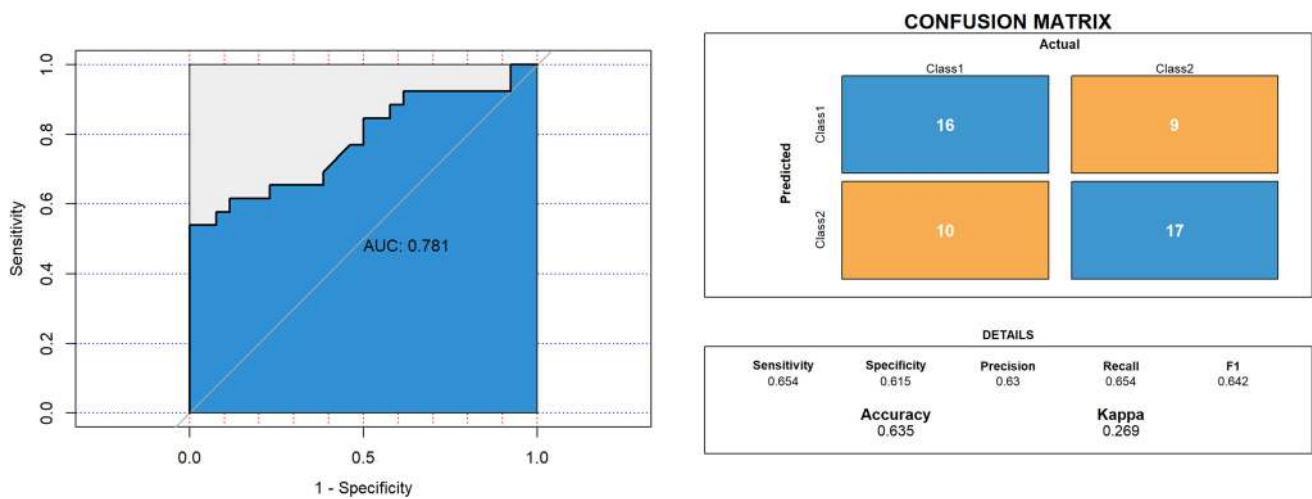 1.0
0.8
0.6
0.4
0.2
0.0
Sensitivity
AUC: 0.781
0.0 0.5 1.0
1 - Specificity
CONFUSION MATRIX
Actual
Class1 Class2
Predicted
Class1 16 9
Class2 10 17
DETAILS
Sensitivity Specificity Precision Recall F1
0.654 0.615 0.63 0.654 0.642
Accuracy Kappa
0.635 0.269